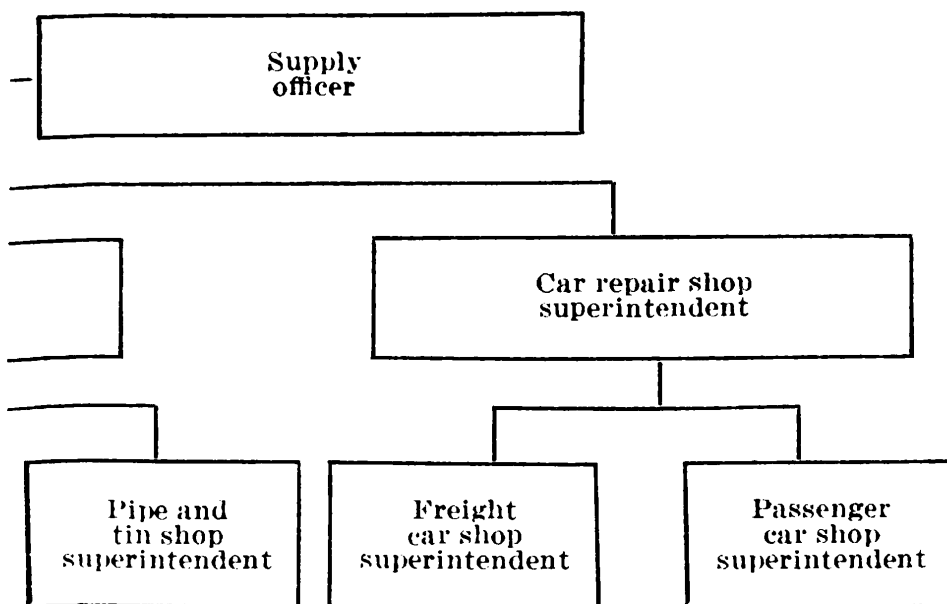 Supply
officer
Car repair shop
superintendent
Pipe and
tin shop
superintendent
Freight
car shop
superintendent
Passenger
car shop
superintendent